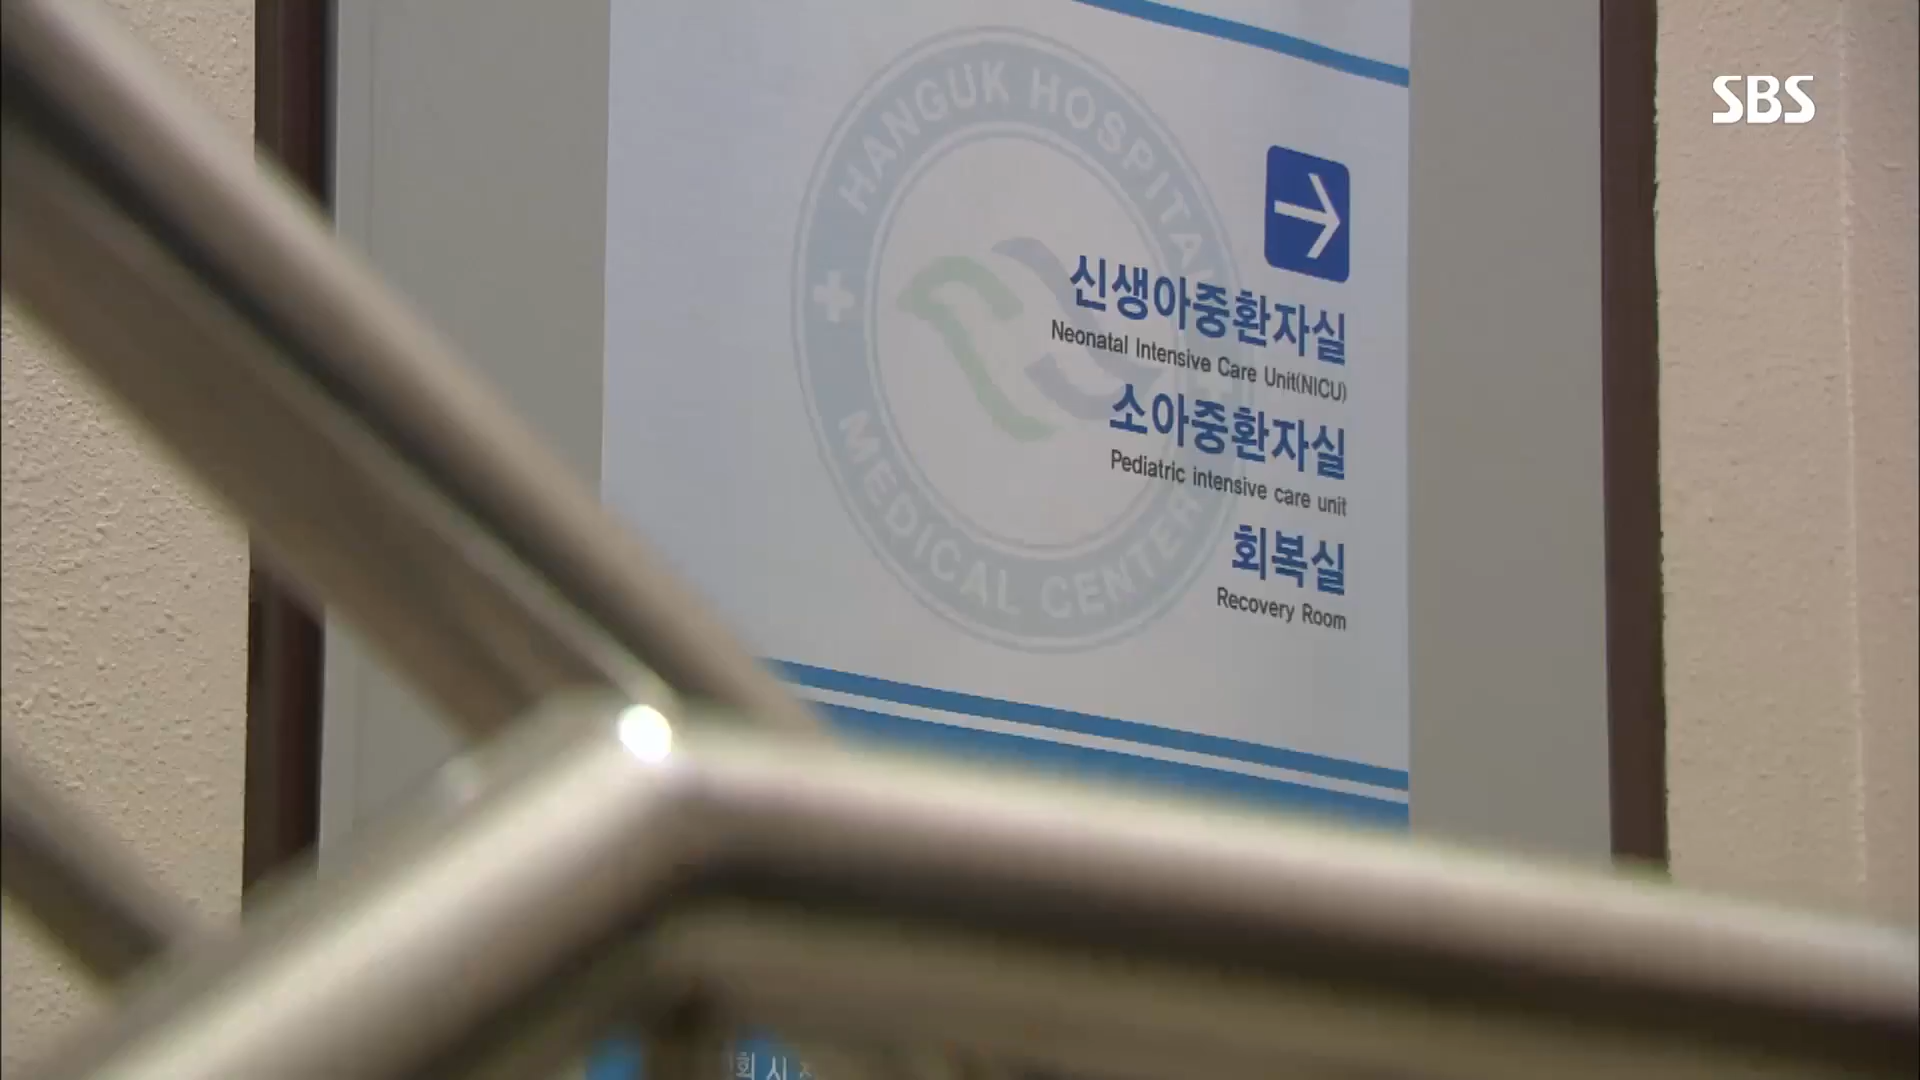 SBS
HANGUK HOSPITAL
신생아중환자실
Neonatal Intensive Care Unit(NICU)
소아중환자실
Pediatric intensive care unit
회복실
Recovery Room
MEDICAL CENTER